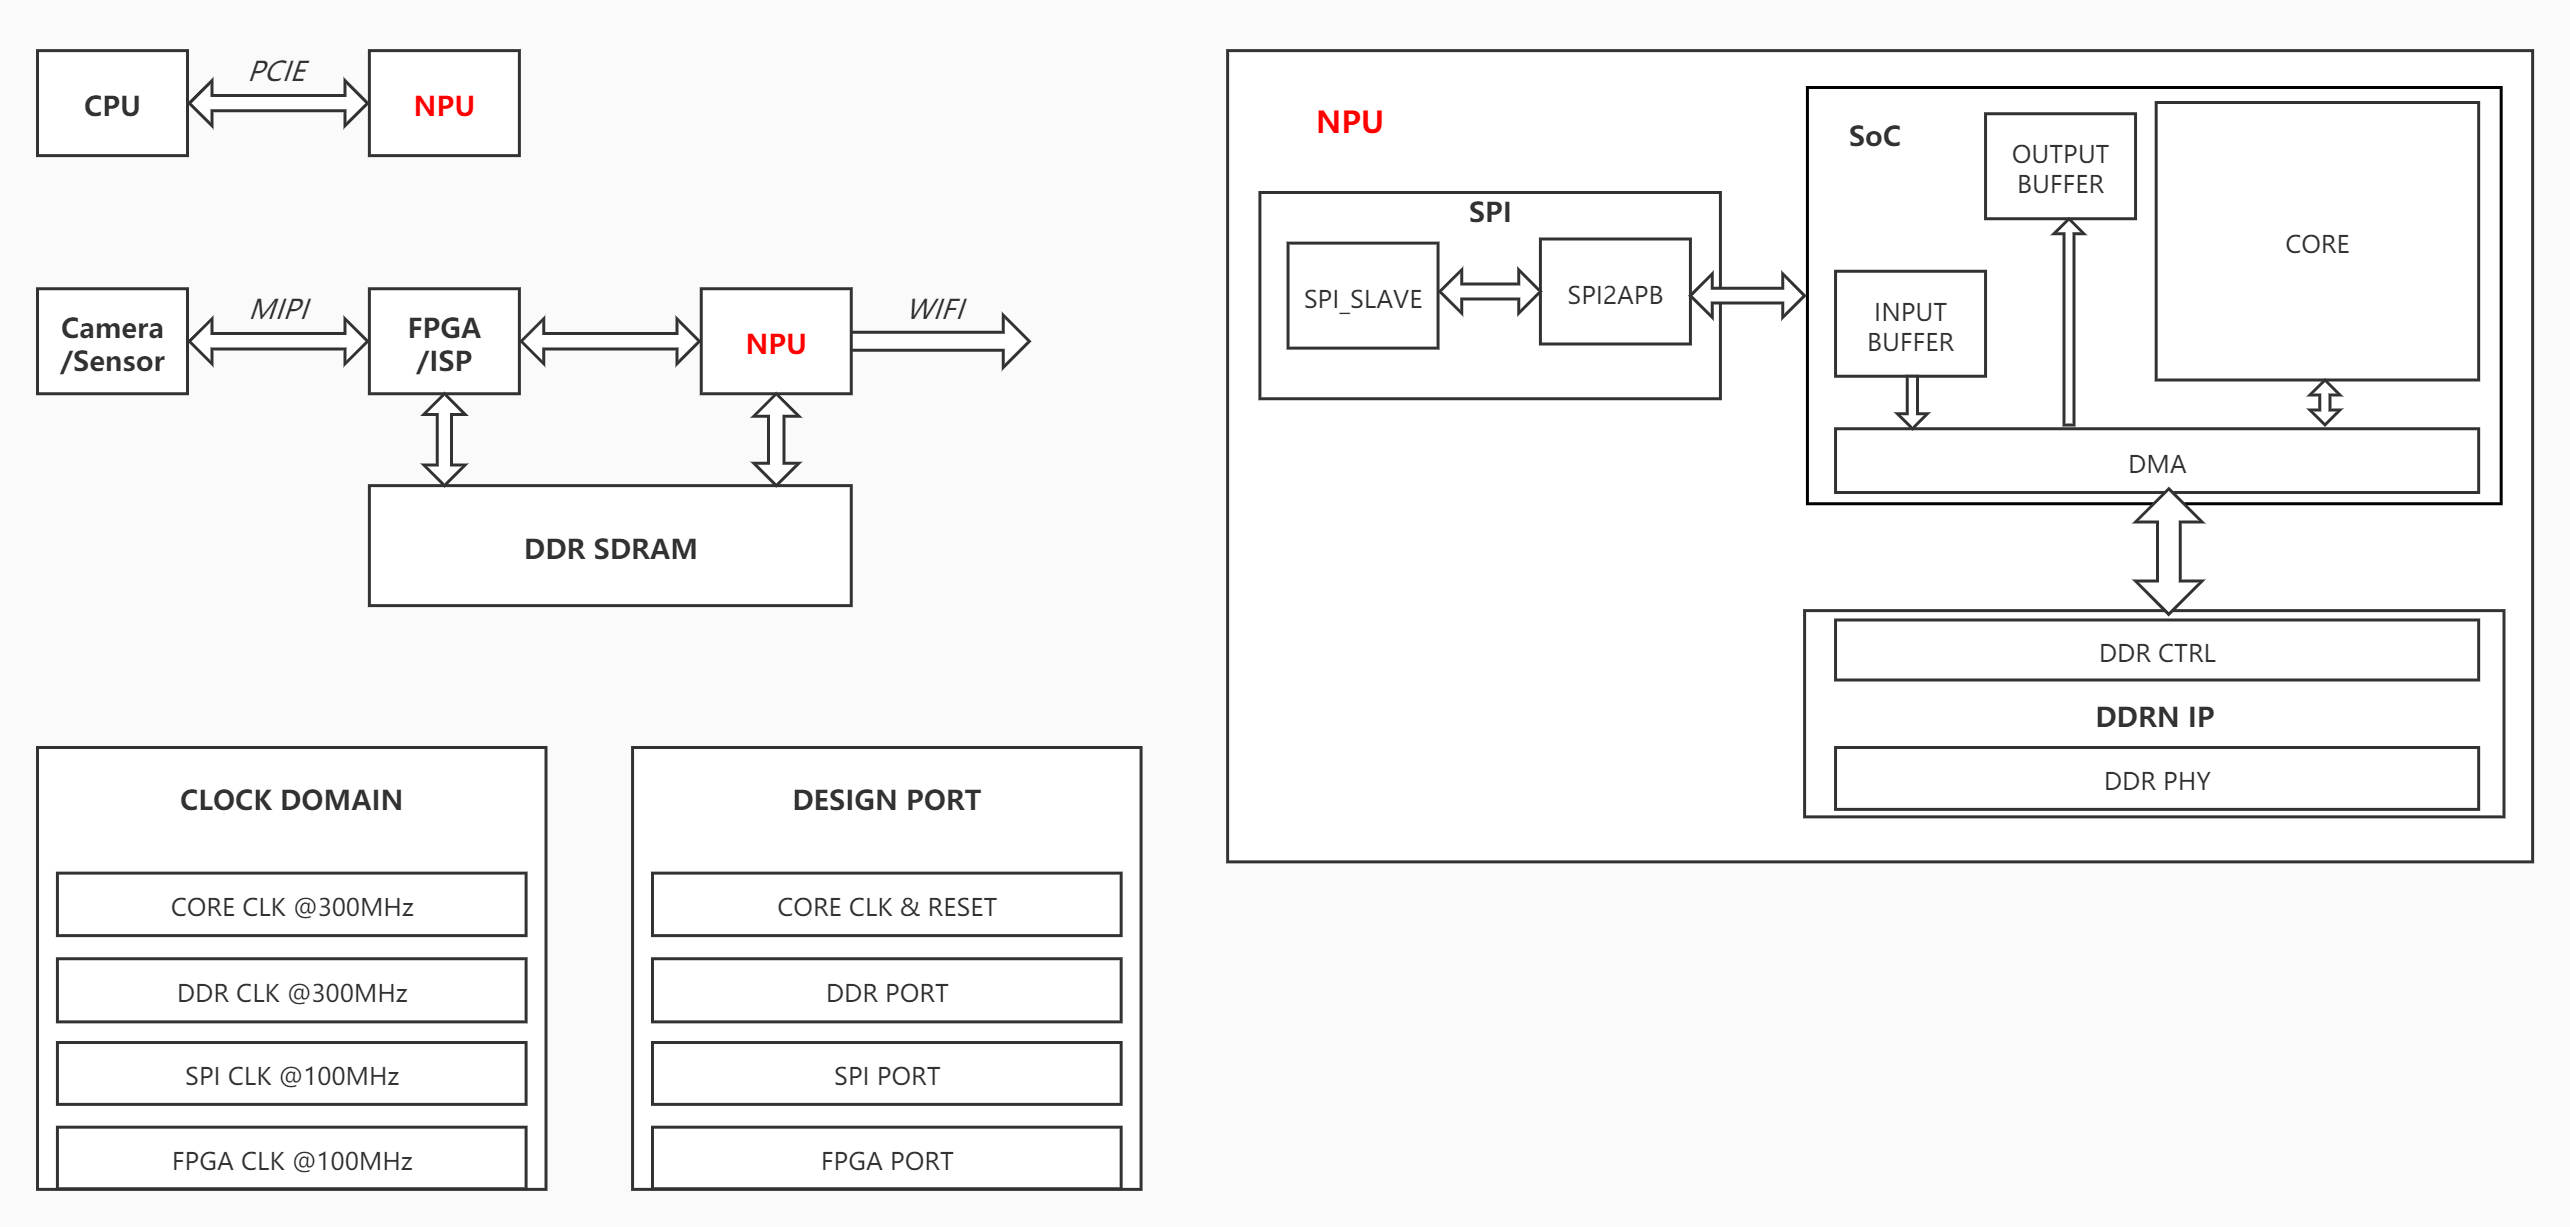 CPU
PCIE
NPU
Camera
/Sensor
MIPI
FPGA
/ISP
NPU
WIFI
DDR SDRAM
CLOCK DOMAIN
CORE CLK @300MHz
DDR CLK @300MHz
SPI CLK @100MHz
FPGA CLK @100MHz
DESIGN PORT
CORE CLK & RESET
DDR PORT
SPI PORT
FPGA PORT
NPU
SPI
SPI_SLAVE
SPI2APB
SoC
OUTPUT
BUFFER
CORE
INPUT
BUFFER
DMA
DDR CTRL
DDRN IP
DDR PHY